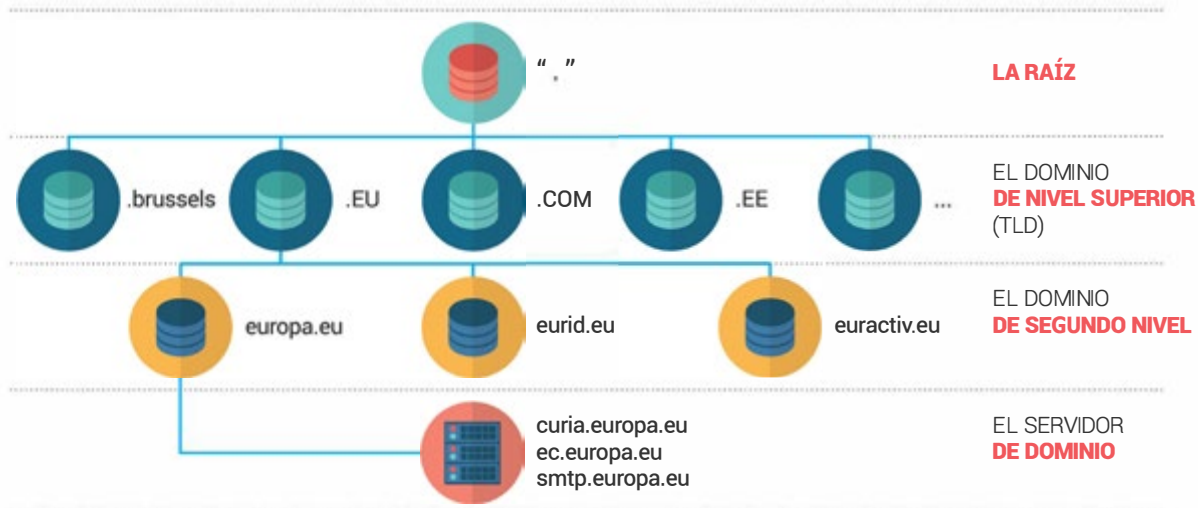 “ . ”
LA RAÍZ
.brussels
.EU
.COM
.EE
...
EL DOMINIO
DE NIVEL SUPERIOR
(TLD)
europa.eu
eurid.eu
euractiv.eu
EL DOMINIO
DE SEGUNDO NIVEL
curia.europa.eu
ec.europa.eu
smtp.europa.eu
EL SERVIDOR
DE DOMINIO